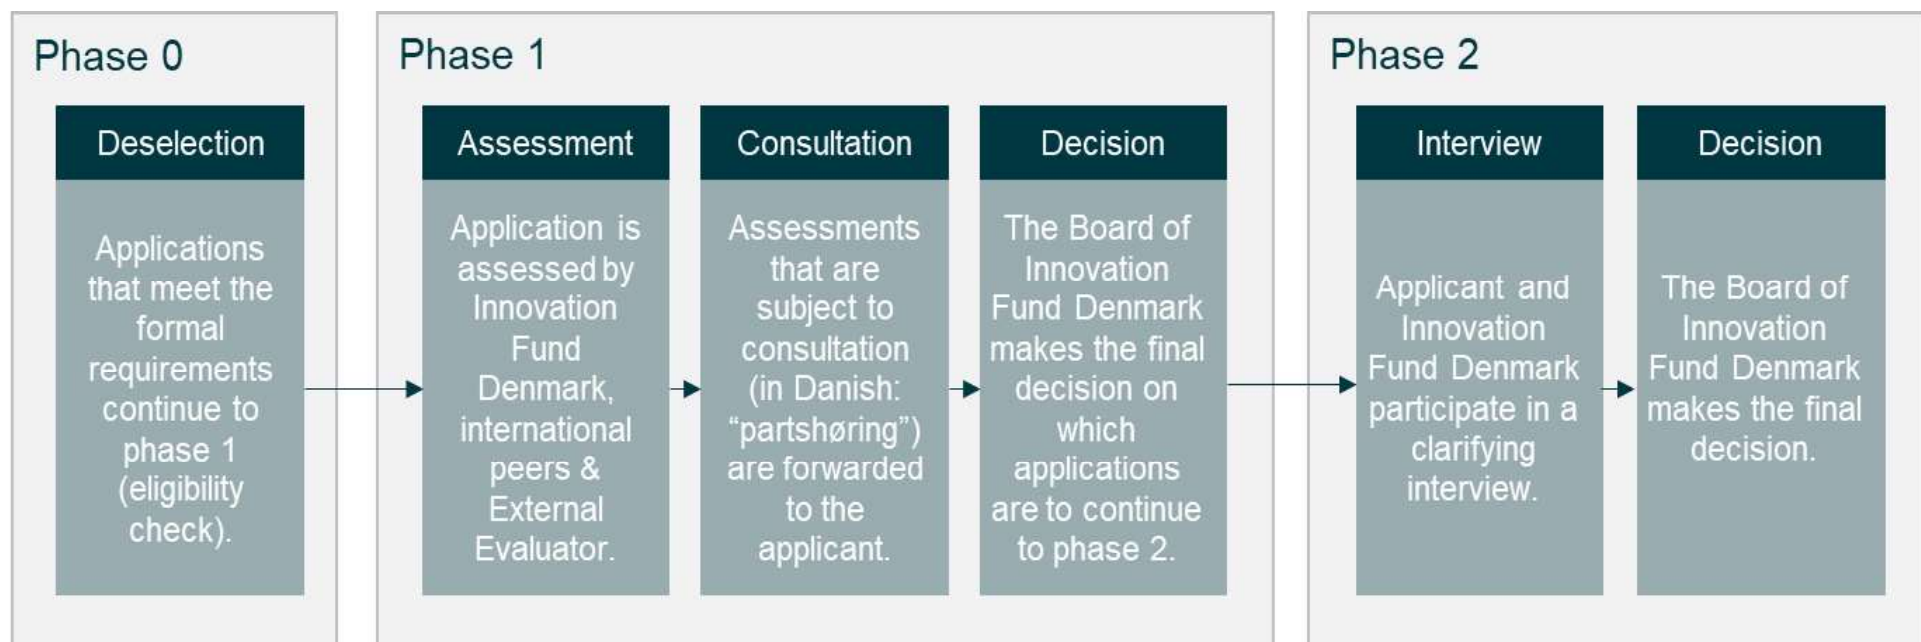 Phase 0
Deselection
Applications
that meet the
formal
requirements
continue to
phase 1
(eligibility
check).
Phase 1
Assessment
Application is
assessed by
Innovation
Fund
Denmark,
international
peers &
External
Evaluator.
Consultation
Assessments
that are
subject to
consultation
(in Danish:
“partshøring”)
are forwarded
to the
applicant.
Decision
The Board of
Innovation
Fund Denmark
makes the final
decision on
which
applications
are to continue
to phase 2.
Phase 2
Interview
Applicant and
Innovation
Fund Denmark
participate in a
clarifying
interview.
Decision
The Board of
Innovation
Fund Denmark
makes the final
decision.